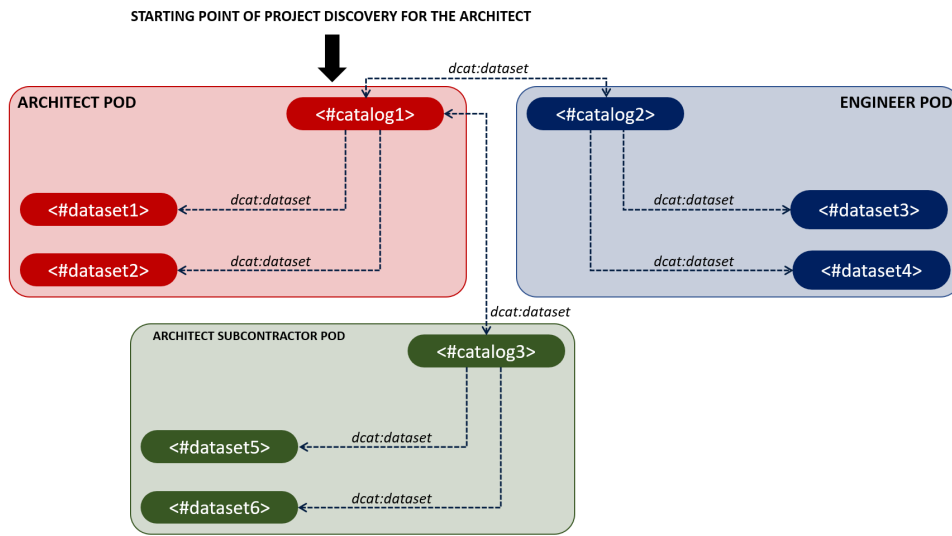 STARTING POINT OF PROJECT DISCOVERY FOR THE ARCHITECT
dcat:dataset
ARCHITECT POD
<#catalog1>
<#catalog2>
ENGINEER POD
<#dataset1>
dcat:dataset
dcat:dataset
<#dataset3>
<#dataset2>
dcat:dataset
dcat:dataset
<#dataset4>
dcat:dataset
ARCHITECT SUBCONTRACTOR POD
<#catalog3>
<#dataset5>
dcat:dataset
<#dataset6>
dcat:dataset